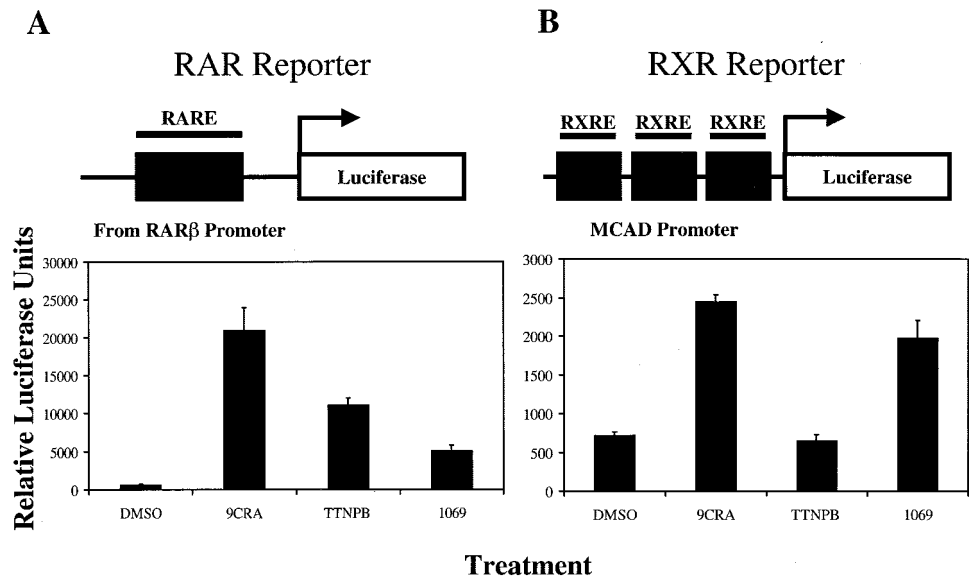 A
RAR Reporter
RARE
Luciferase
From RARβ Promoter
B
RXR Reporter
RXRE RXRE RXRE
Luciferase
MCAD Promoter
Relative Luciferase Units
30000
25000
20000
15000
10000
5000
0
DMSO 9CRA TTNPB 1069
3000
2500
2000
1500
1000
500
0
DMSO 9CRA TTNPB 1069
Treatment